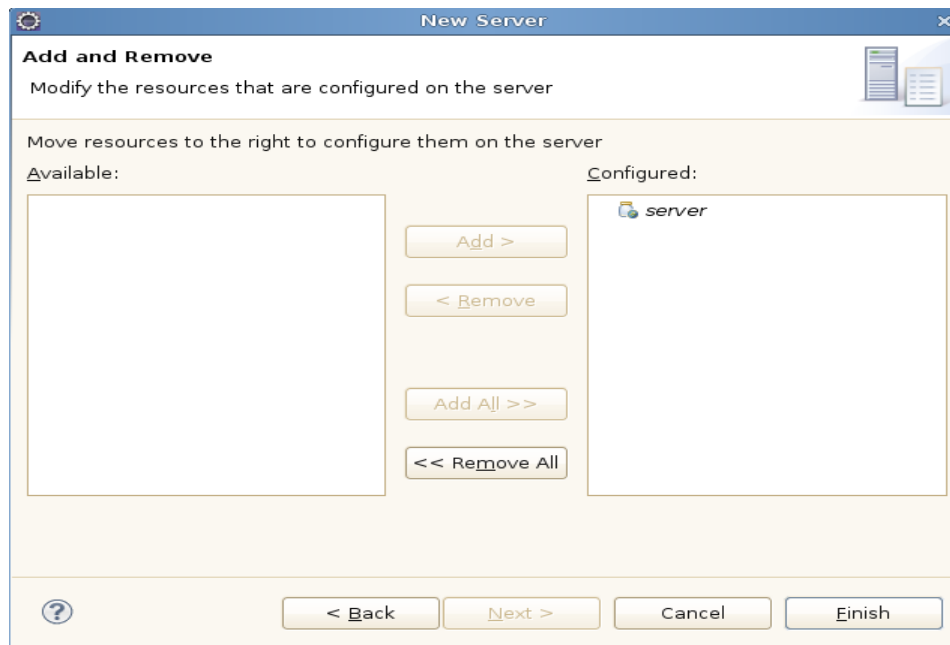 New Server
Add and Remove
Modify the resources that are configured on the server
Move resources to the right to configure them on the server
Available:
Configured:
server
Add >
< Remove
Add All >>
<< Remove All
?
< Back
Next >
Cancel
Finish